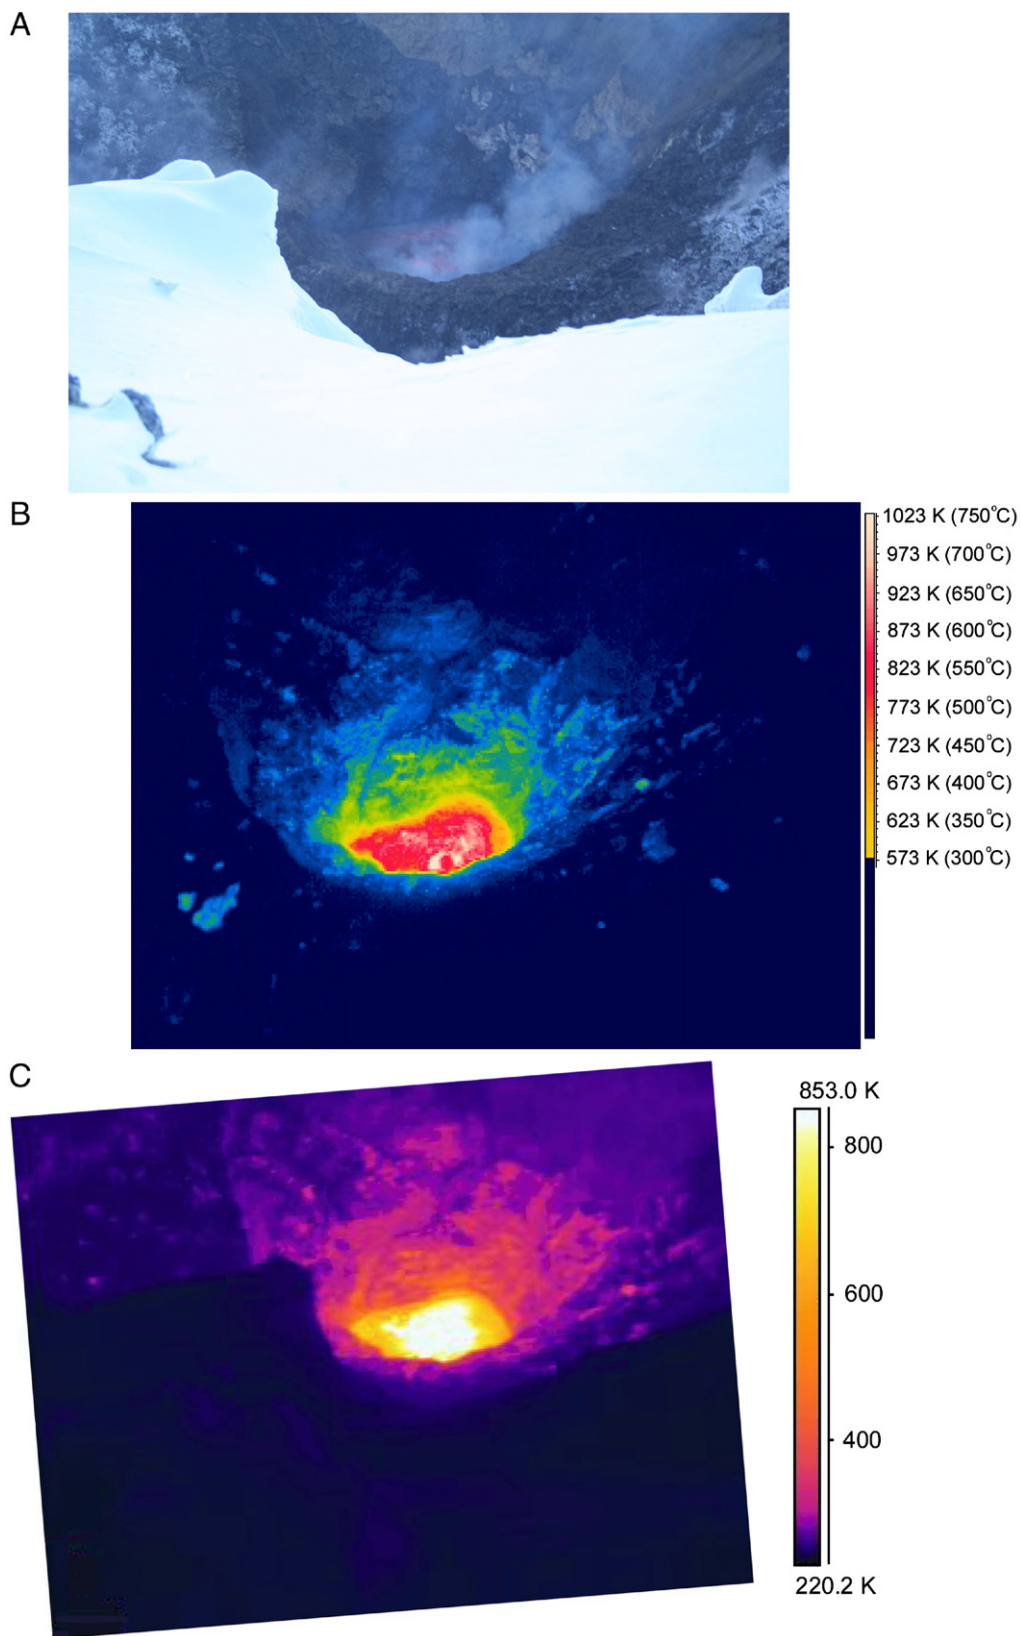 A
B
1023 K (750°C)
973 K (700°C)
923 K (650°C)
873 K (600°C)
823 K (550°C)
773 K (500°C)
723 K (450°C)
673 K (400°C)
623 K (350°C)
573 K (300°C)
C
853.0 K
800
600
400
220.2 K